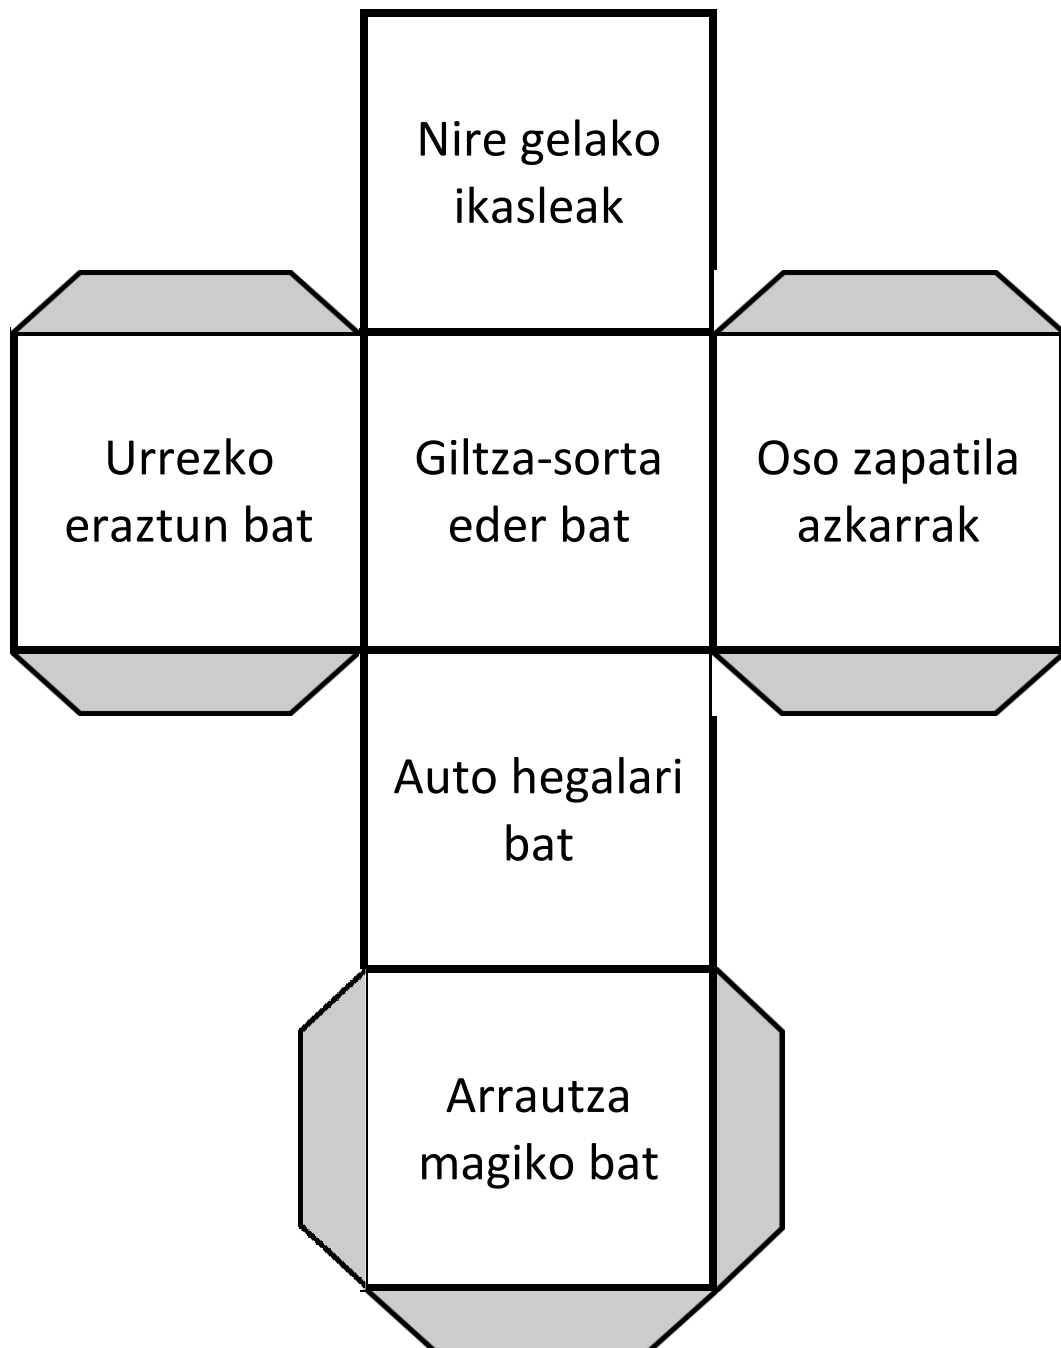 Nire gelako
ikasleak
Urrezko
eraztun bat
Giltza-sorta
eder bat
Oso zapatila
azkarrak
Auto hegalari
bat
Arrautza
magiko bat